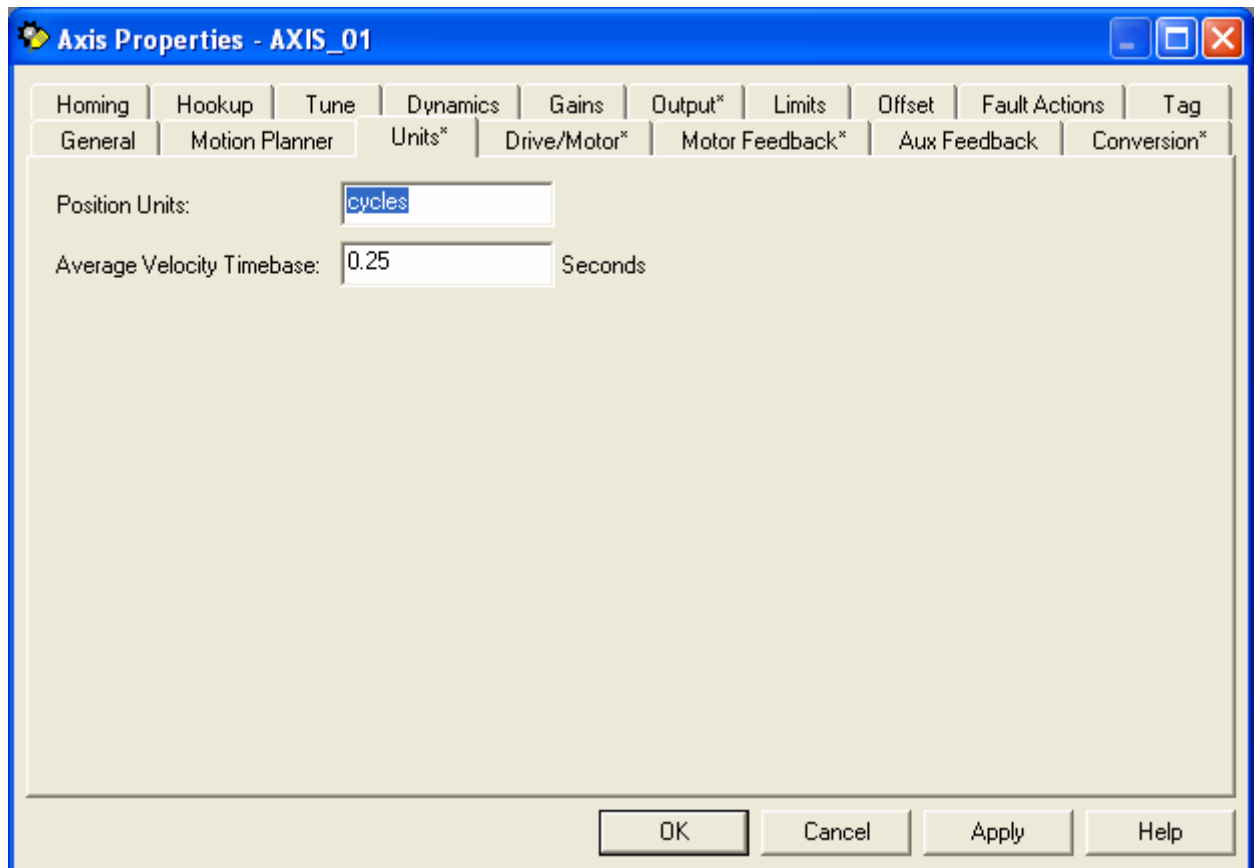 Axis Properties - AXIS_01
Homing Hookup Tune Dynamics Gains Output* Limits Offset Fault Actions Tag
General Motion Planner Units* Drive/Motor* Motor Feedback* Aux Feedback Conversion*
Position Units: cycles
Average Velocity Timebase: 0.25 Seconds
OK Cancel Apply Help